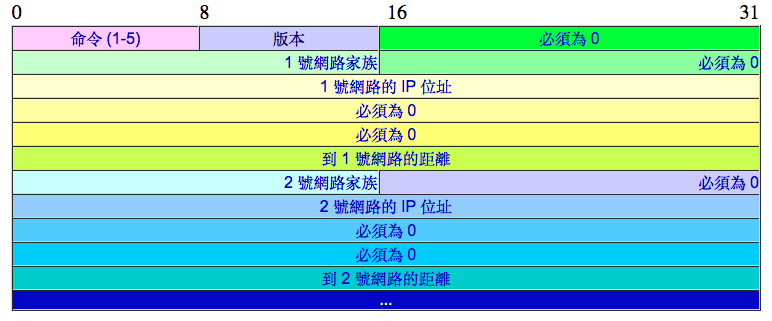 0 8 16 31
命令 (1-5) 版本 必須為 0
1 號網路家族 必須為 0
1 號網路的 IP 位址
必須為 0
必須為 0
到 1 號網路的距離
2 號網路家族 必須為 0
2 號網路的 IP 位址
必須為 0
必須為 0
到 2 號網路的距離
...